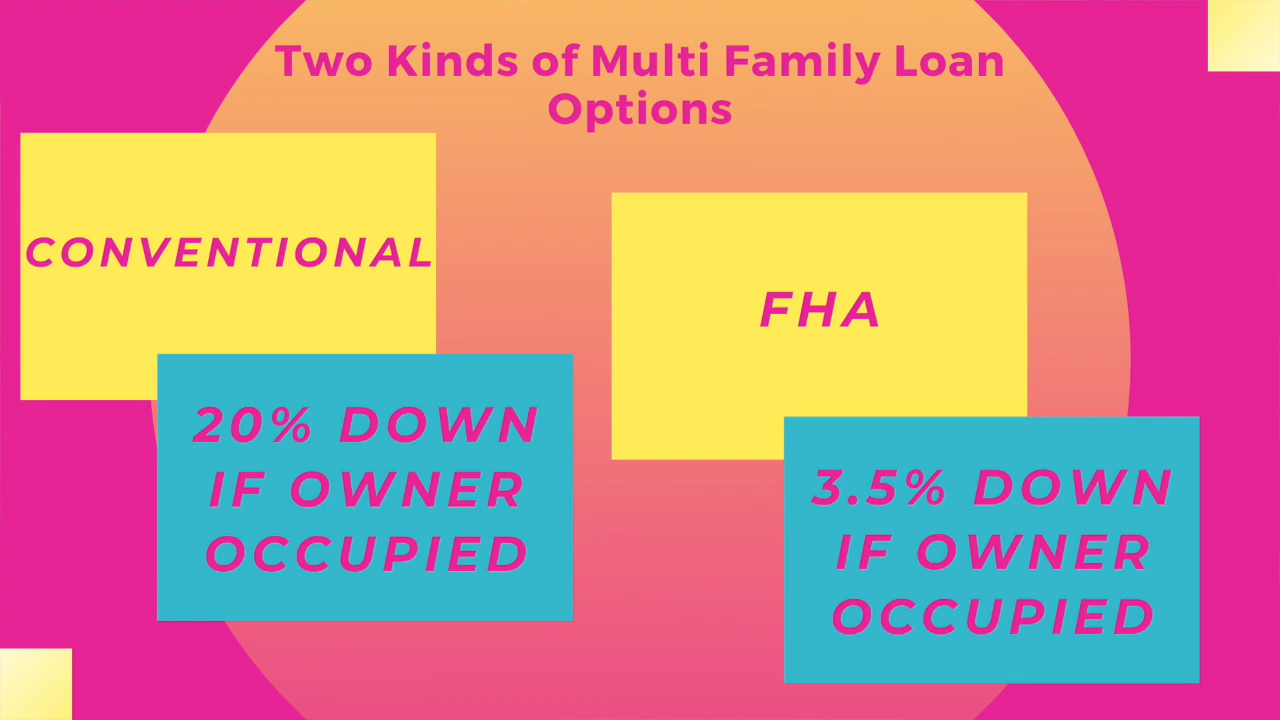 Two Kinds of Multi Family Loan
Options
CONVENTIONAL
20% DOWN
IF OWNER
OCCUPIED
FHA
3.5% DOWN
IF OWNER
OCCUPIED